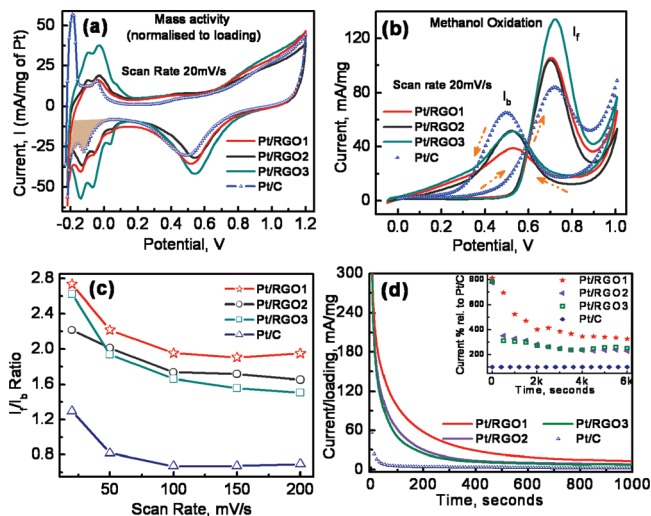 (a)
Mass activity
(normalised to loading)
Scan Rate 20mV/s
Pt/RGO1
Pt/RGO2
Pt/RGO3
Pt/C
50
25
0
-25
-50
Current, I (mA/mg of Pt)
-0.2 0.0 0.2 0.4 0.6 0.8 1.0 1.2
Potential, V
(b)
Methanol Oxidation
If
Scan rate 20mV/s
Ib
Pt/RGO1
Pt/RGO2
Pt/RGO3
Pt/C
120
80
40
0
Current, mA/mg
0.0 0.2 0.4 0.6 0.8 1.0
Potential, V
(c)
Pt/RGO1
Pt/RGO2
Pt/RGO3
Pt/C
2.8
2.4
2.0
1.6
1.2
0.8
If/Ib Ratio
50 100 150 200
Scan Rate, mV/s
(d)
300
240
180
120
60
0
Current/loading, mA/mg
Current % rel. to Pt/C
800
600
400
200
Pt/RGO1
Pt/RGO2
Pt/RGO3
Pt/C
0 2k 4k 6k
Time, seconds
Pt/RGO1 Pt/RGO3
Pt/RGO2 Pt/C
0 200 400 600 800 1000
Time, seconds